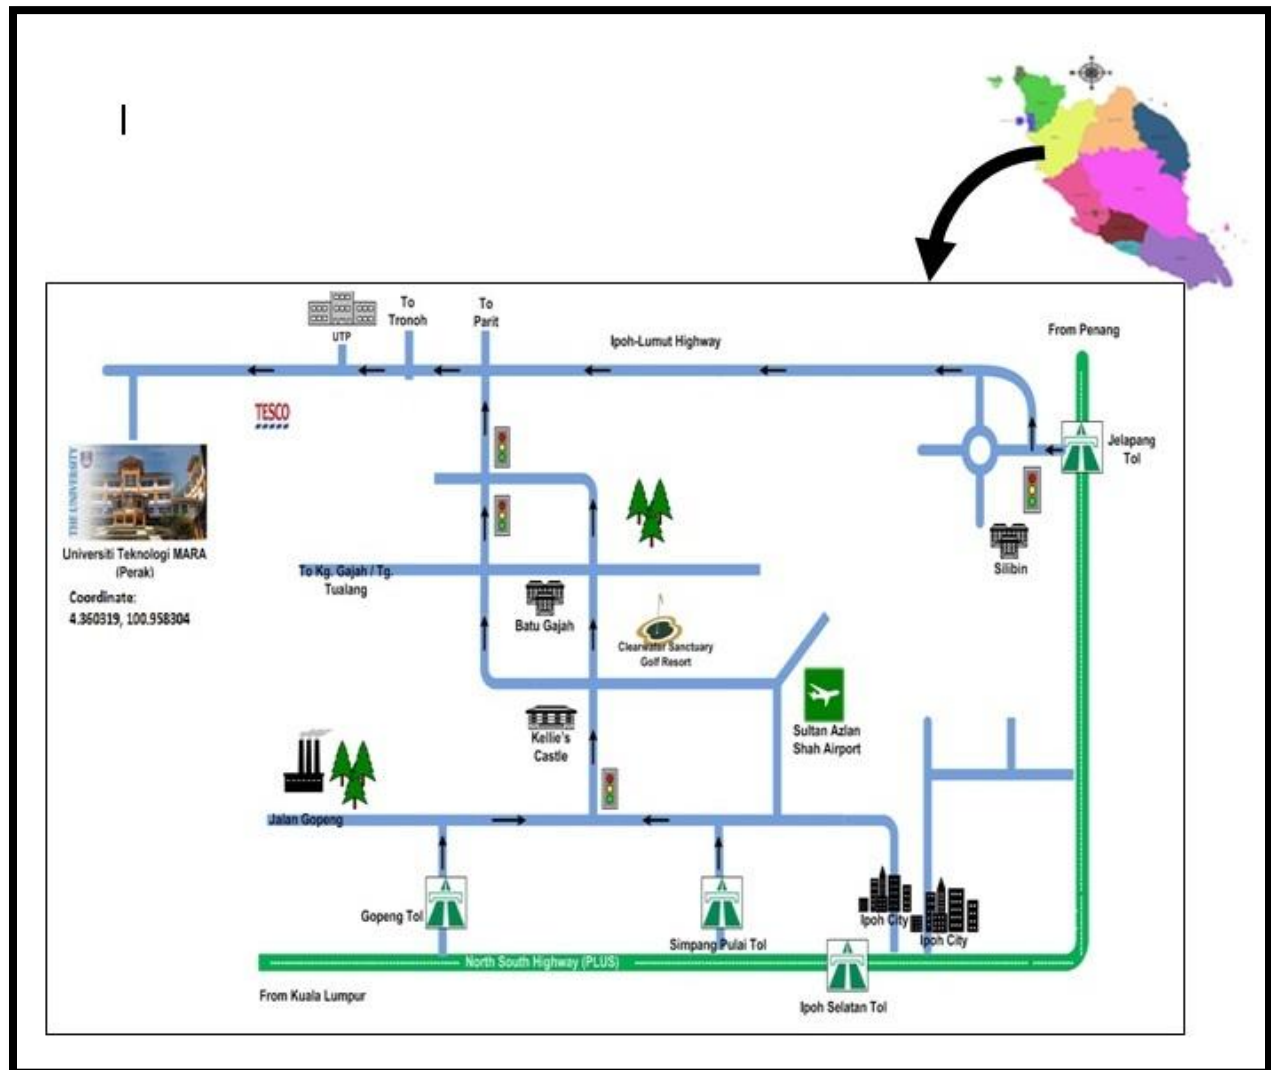 UTP
To
Tronoh
To
Parit
Ipoh-Lumut Highway
From Penang
TESCO
Jelapang
Tol
THE UNIVERSITY
Universiti Teknologi MARA
(Perak)
Coordinate:
4.360319, 100.958304
To Kg. Gajah / Tg.
Tualang
Silibin
Batu Gajah
Clearwater Sanctuary
Golf Resort
Kellie's
Castle
Sultan Azlan
Shah Airport
Jalan Gopeng
Gopeng Tol
Simpang Pulai Tol
Ipoh City
Ipoh City
North South Highway (PLUS)
From Kuala Lumpur
Ipoh Selatan Tol